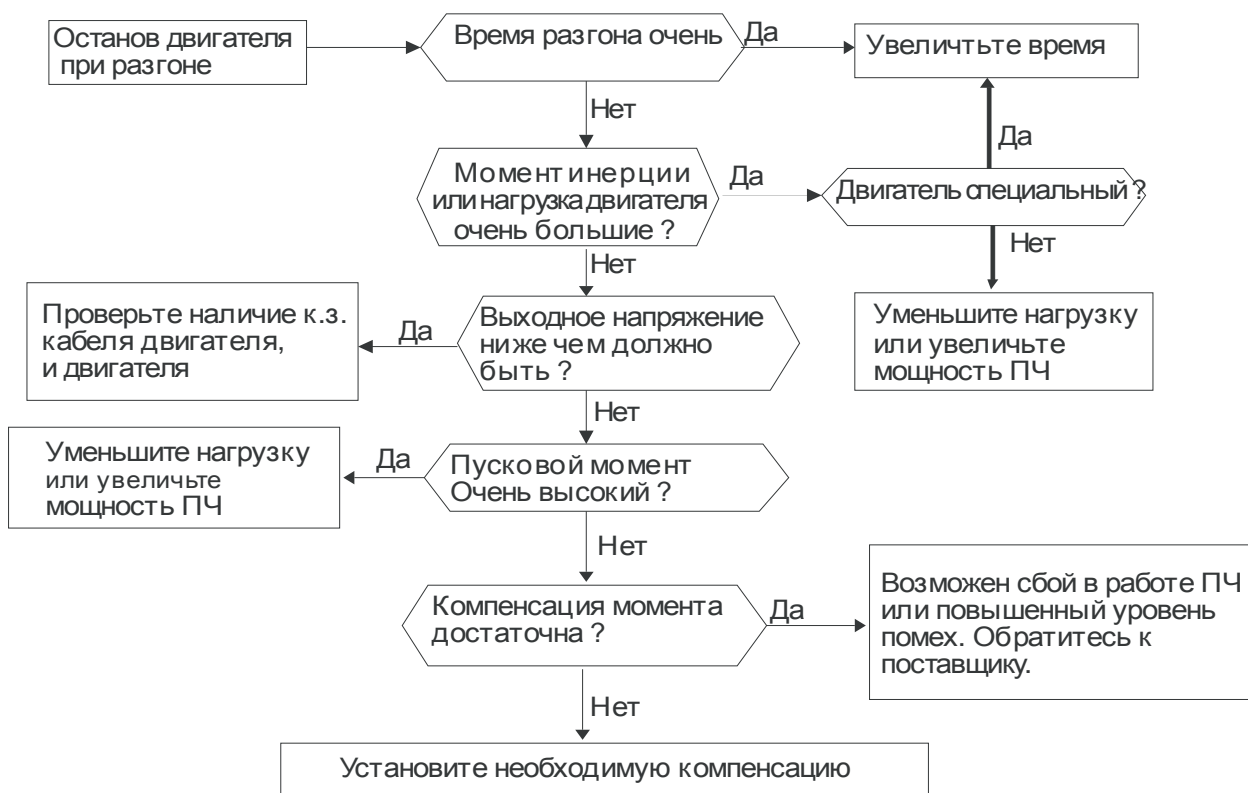 Останов двигателя
при разгоне
Время разгона очень
Да
Увеличтьте время
Нет
Да
Момент инерции
или нагрузка двигателя
очень большие ?
Да
Двигатель специальный ?
Нет
Нет
Проверьте наличие к.з.
кабеля двигателя,
и двигателя
Да
Выходное напряжение
ниже чем должно
быть ?
Уменьшите нагрузку
или увеличьте
мощность ПЧ
Нет
Уменьшите нагрузку
или увеличьте
мощность ПЧ
Да
Пусковой момент
Очень высокий ?
Нет
Компенсация момента
достаточна ?
Да
Возможен сбой в работе ПЧ
или повышенный уровень
помех. Обратитесь к
поставщику.
Нет
Установите необходимую компенсацию